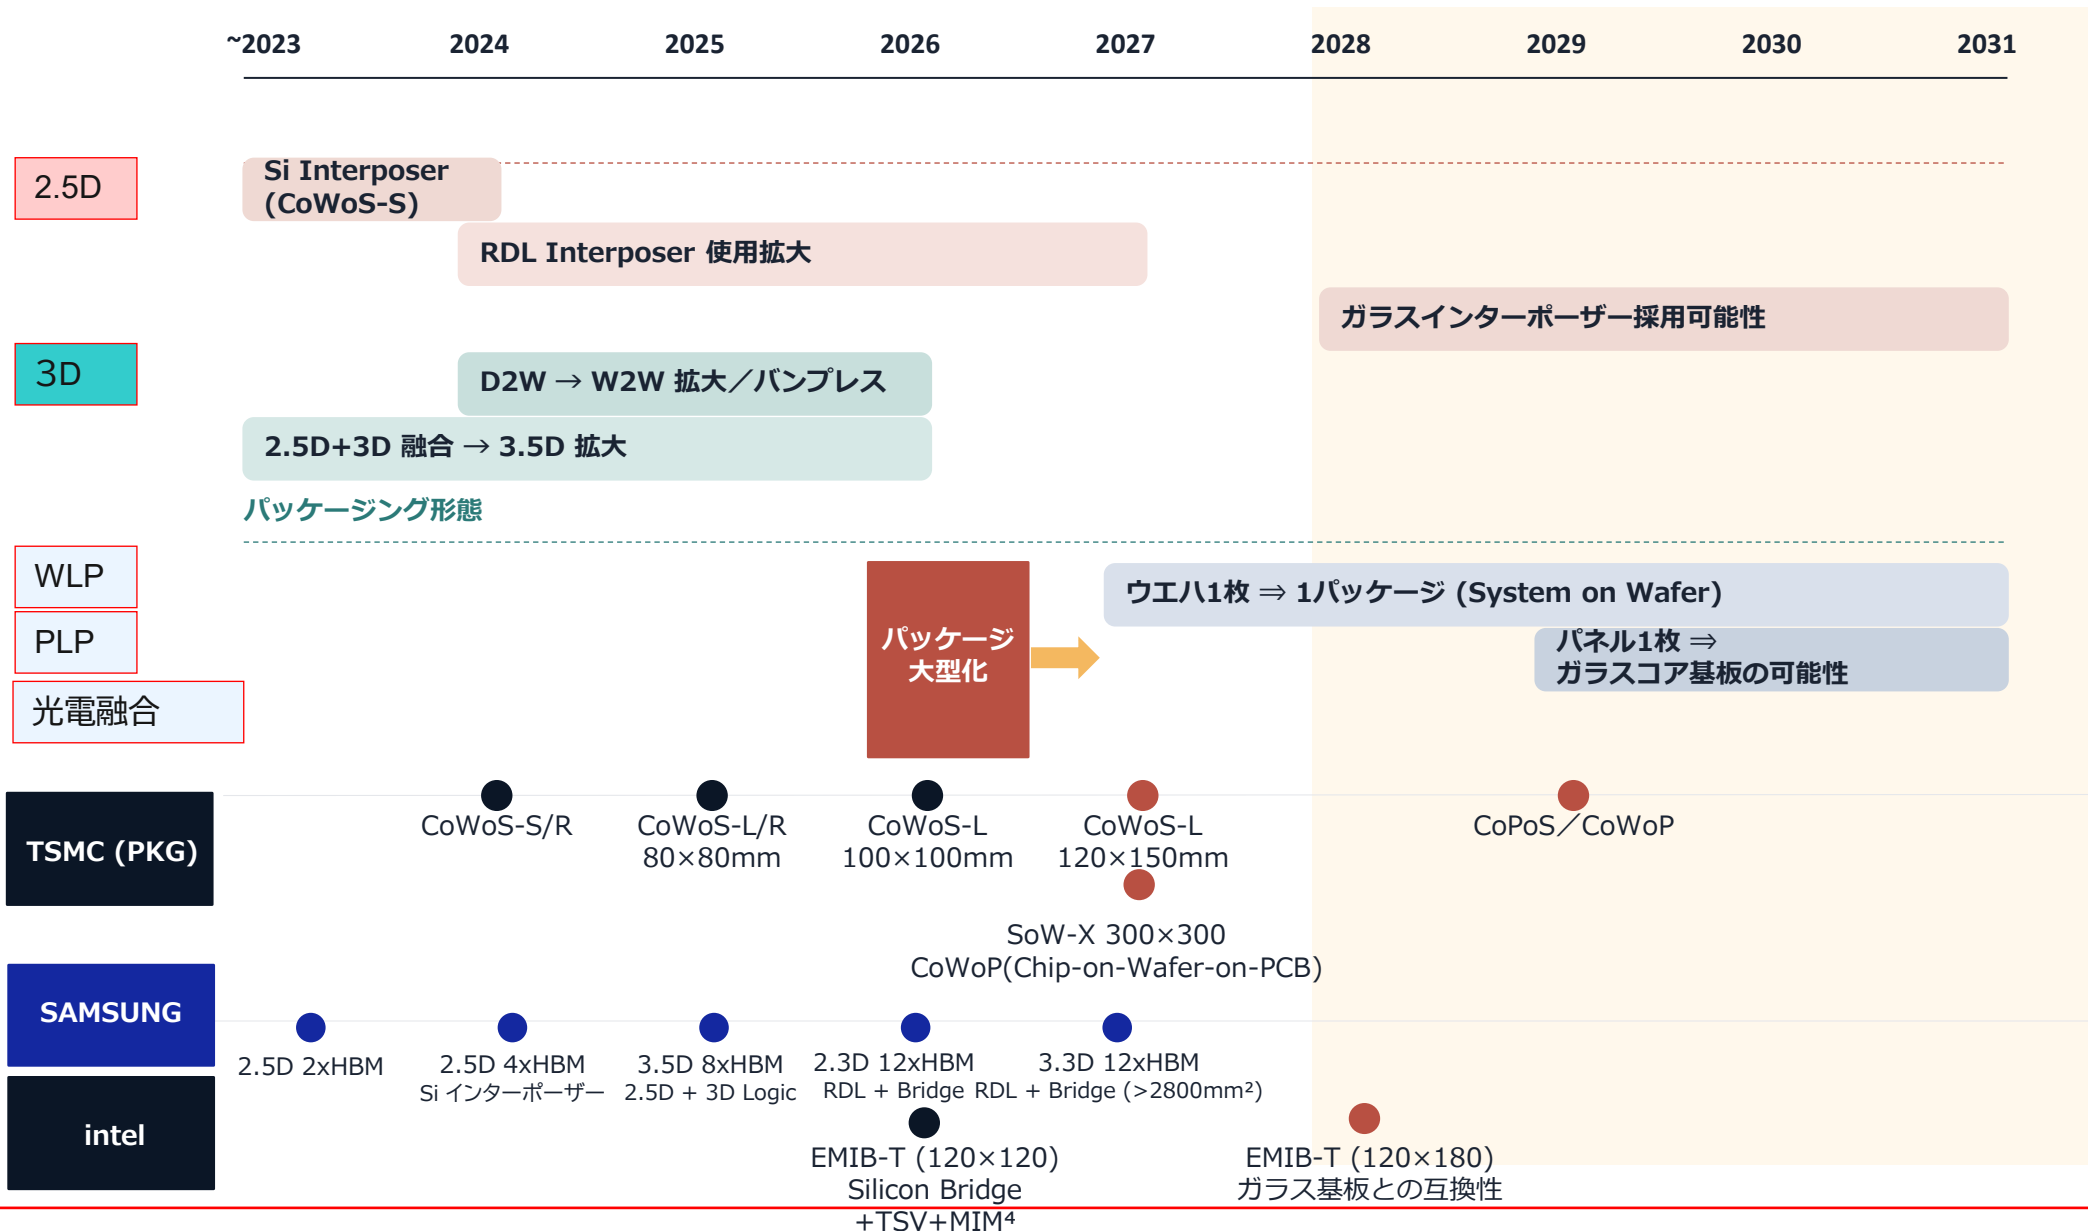 ~2023 2024 2025 2026 2027 2028 2029 2030 2031
2.5D
Si Interposer
(CoWoS-S)
RDL Interposer 使用拡大
ガラスインターポーザー採用可能性
3D
D2W → W2W 拡大／バンプレス
2.5D+3D 融合 → 3.5D 拡大
パッケージング形態
WLP
PLP
光電融合
パッケージ
大型化
ウエハ1枚 ⇒ 1パッケージ (System on Wafer)
パネル1枚 ⇒
ガラスコア基板の可能性
TSMC (PKG)
CoWoS-S/R
CoWoS-L/R
80×80mm
CoWoS-L
100×100mm
CoWoS-L
120×150mm
CoPoS／CoWoP
SoW-X 300×300
CoWoP(Chip-on-Wafer-on-PCB)
SAMSUNG
2.5D 2xHBM
2.5D 4xHBM
Si インターポーザー
3.5D 8xHBM
2.5D + 3D Logic
2.3D 12xHBM
RDL + Bridge
3.3D 12xHBM
RDL + Bridge (>2800mm²)
intel
EMIB-T (120×120)
Silicon Bridge
+TSV+MIM⁴
EMIB-T (120×180)
ガラス基板との互換性